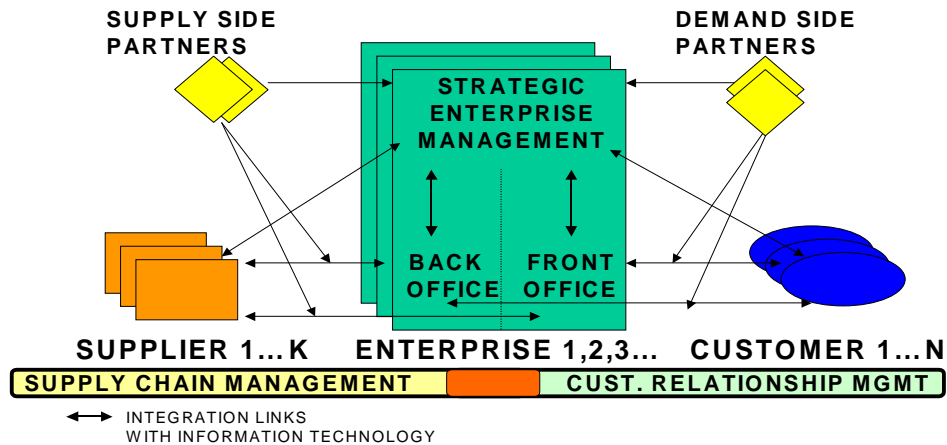 SUPPLY SIDE
PARTNERS
DEMAND SIDE
PARTNERS
STRATEGIC
ENTERPRISE
MANAGEMENT
BACK
OFFICE
FRONT
OFFICE
SUPPLIER 1...K
ENTERPRISE 1,2,3...
CUSTOMER 1...N
SUPPLY CHAIN MANAGEMENT
CUST. RELATIONSHIP MGMT
INTEGRATION LINKS
WITH INFORMATION TECHNOLOGY